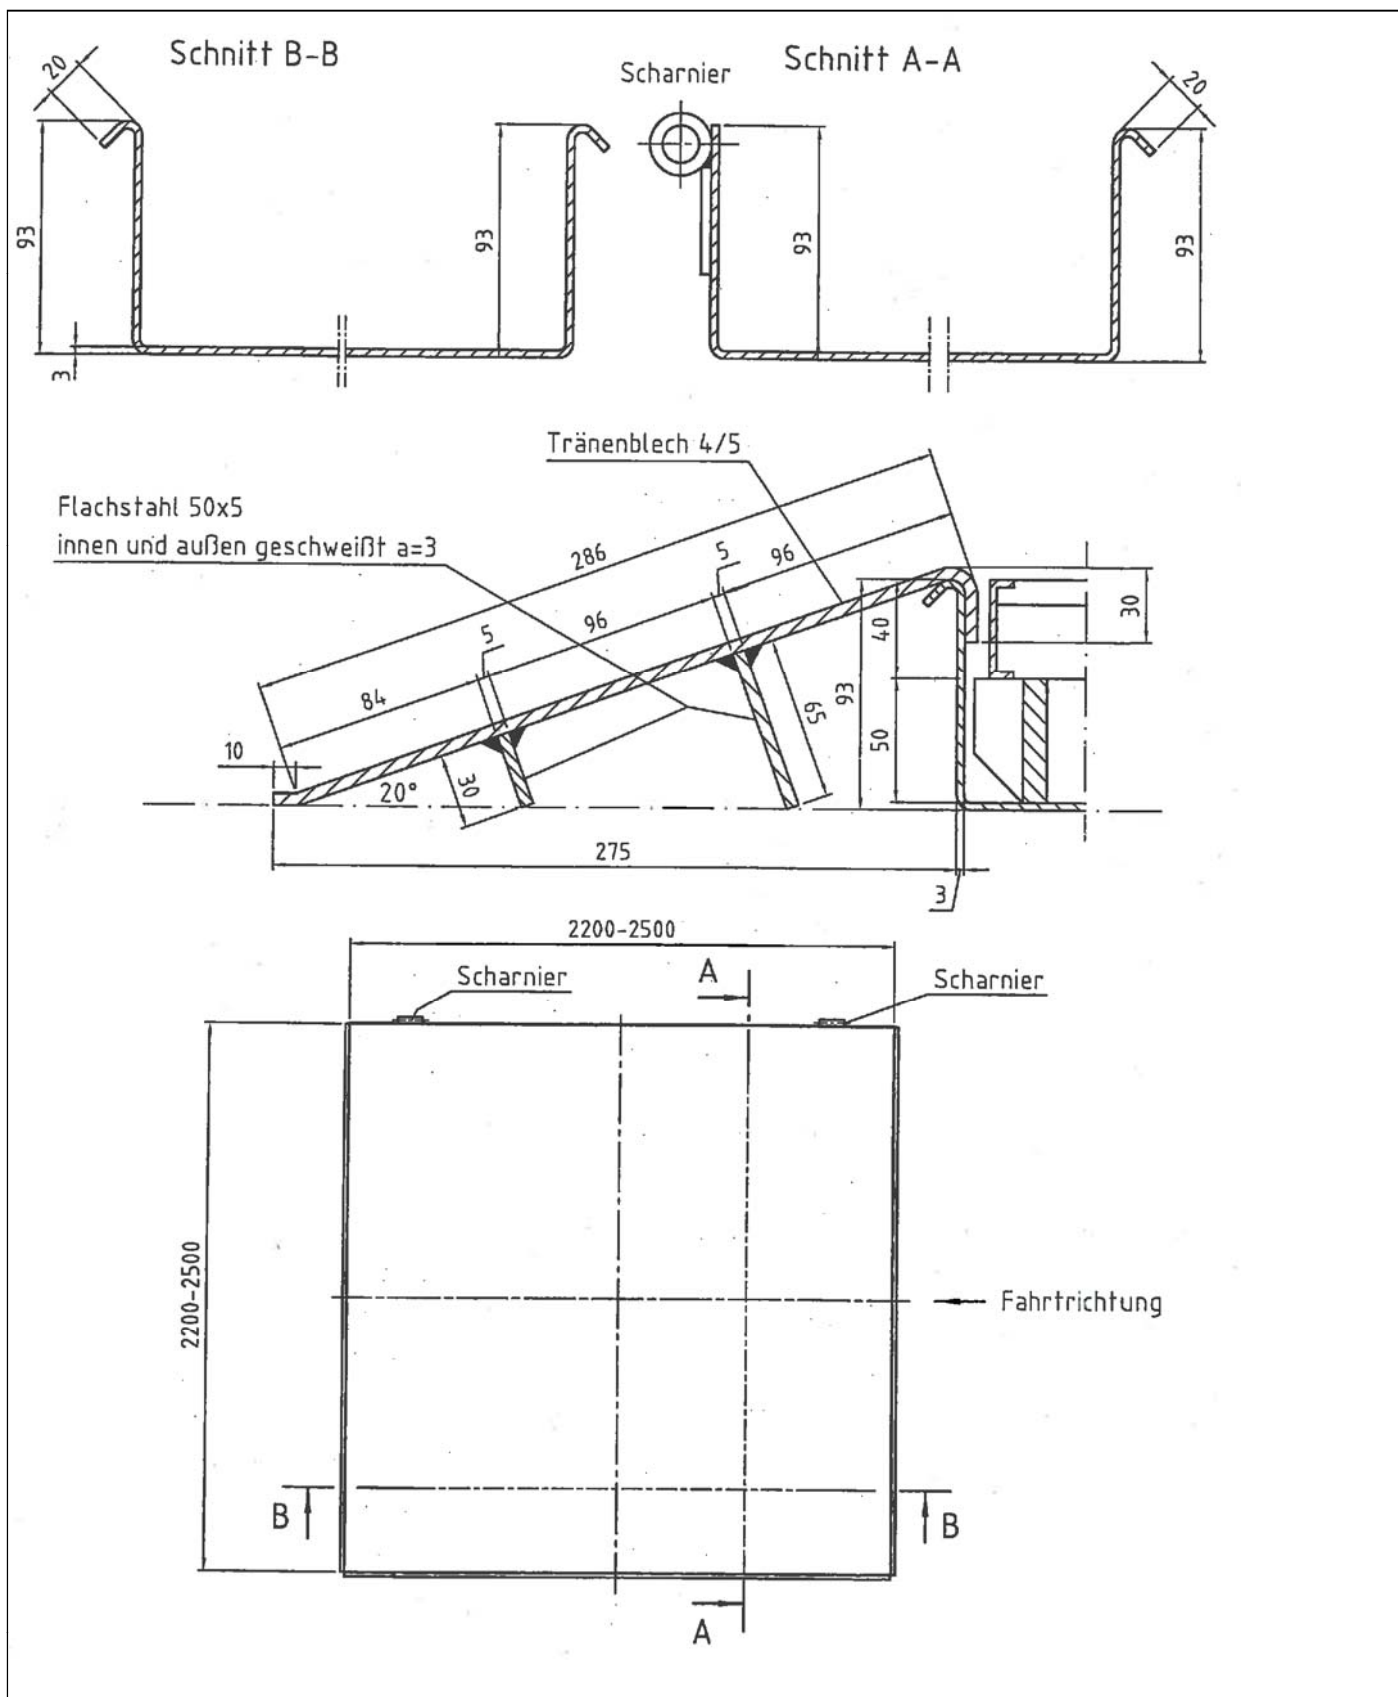 Schnitt B-B
Schnitt A-A
Scharnier
20
20
93
93
93
93
3
Tränenblech 4/5
Flachstahl 50x5
innen und außen geschweißt a=3
286
5
96
5
96
84
10
20°
30
65
93
40
50
30
275
3
2200-2500
Scharnier
A
Scharnier
2200-2500
Fahrtrichtung
B
B
A